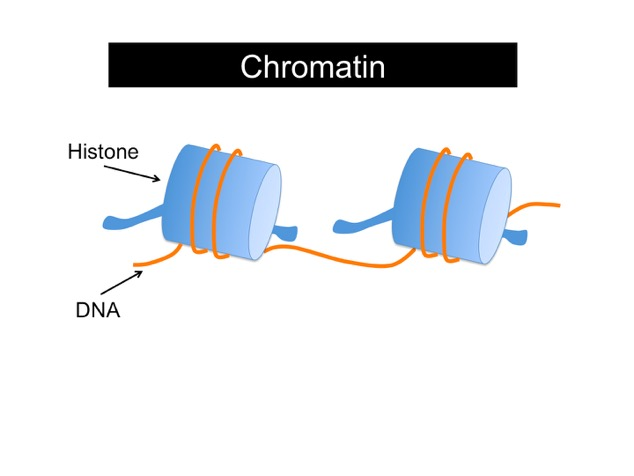 Chromatin
Histone
DNA